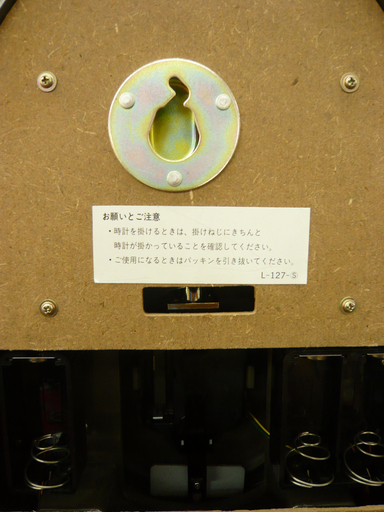 お願いとご注意
・時計を掛けるときは、掛けねじにきちんと
時計が掛かっていることを確認してください。
・ご使用になるときはパッキンを引き抜いてください。
L-127-Ⓢ